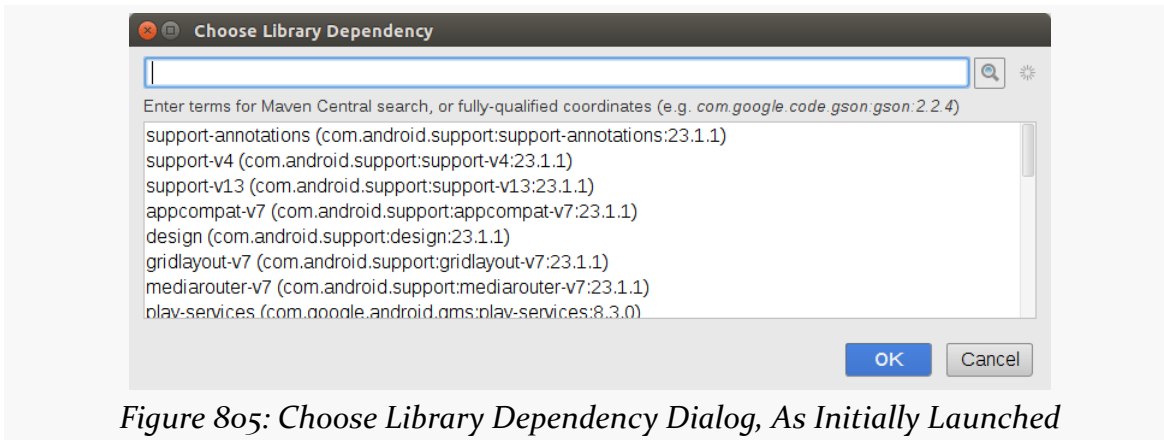 Choose Library Dependency
Enter terms for Maven Central search, or fully-qualified coordinates (e.g. com.google.code.gson:gson:2.2.4)
support-annotations (com.android.support:support-annotations:23.1.1)
support-v4 (com.android.support:support-v4:23.1.1)
support-v13 (com.android.support:support-v13:23.1.1)
appcompat-v7 (com.android.support:appcompat-v7:23.1.1)
design (com.android.support:design:23.1.1)
gridlayout-v7 (com.android.support:gridlayout-v7:23.1.1)
mediarouter-v7 (com.android.support:mediarouter-v7:23.1.1)
play-services (com.google.android.gms:play-services:8.3.0)
OK Cancel
Figure 805: Choose Library Dependency Dialog, As Initially Launched